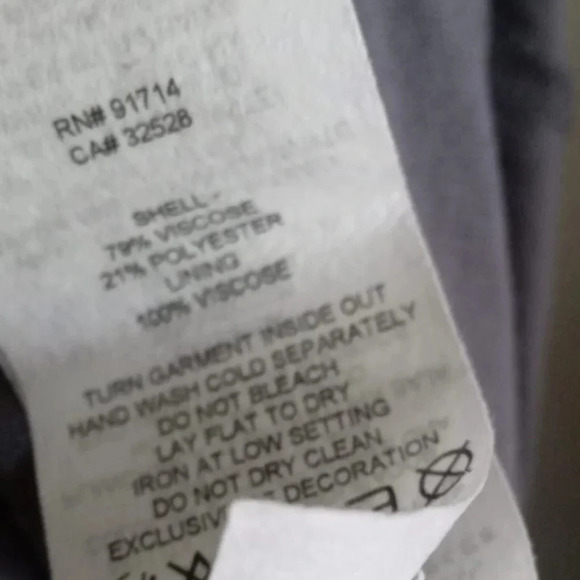 RN# 91714
CA# 32528
SHELL -
79% VISCOSE
21% POLYESTER
LINING
100% VISCOSE
TURN GARMENT INSIDE OUT
HAND WASH COLD SEPARATELY
DO NOT BLEACH
LAY FLAT TO DRY
IRON AT LOW SETTING
DO NOT DRY CLEAN
DECORATION